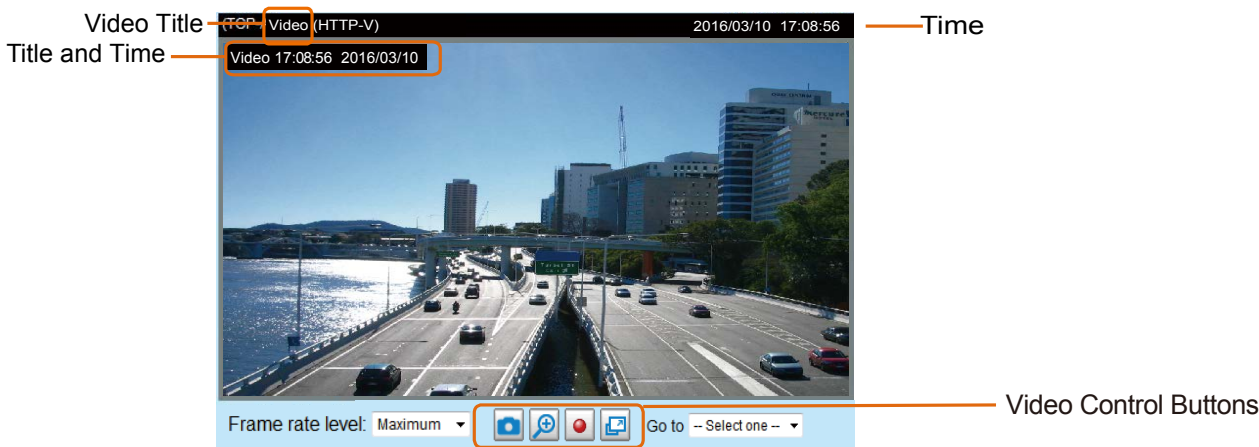 Video Title
(TCP) Video (HTTP-V)
2016/03/10 17:08:56
Time
Title and Time
Video 17:08:56 2016/03/10
Frame rate level: Maximum
Go to -- Select one --
Video Control Buttons